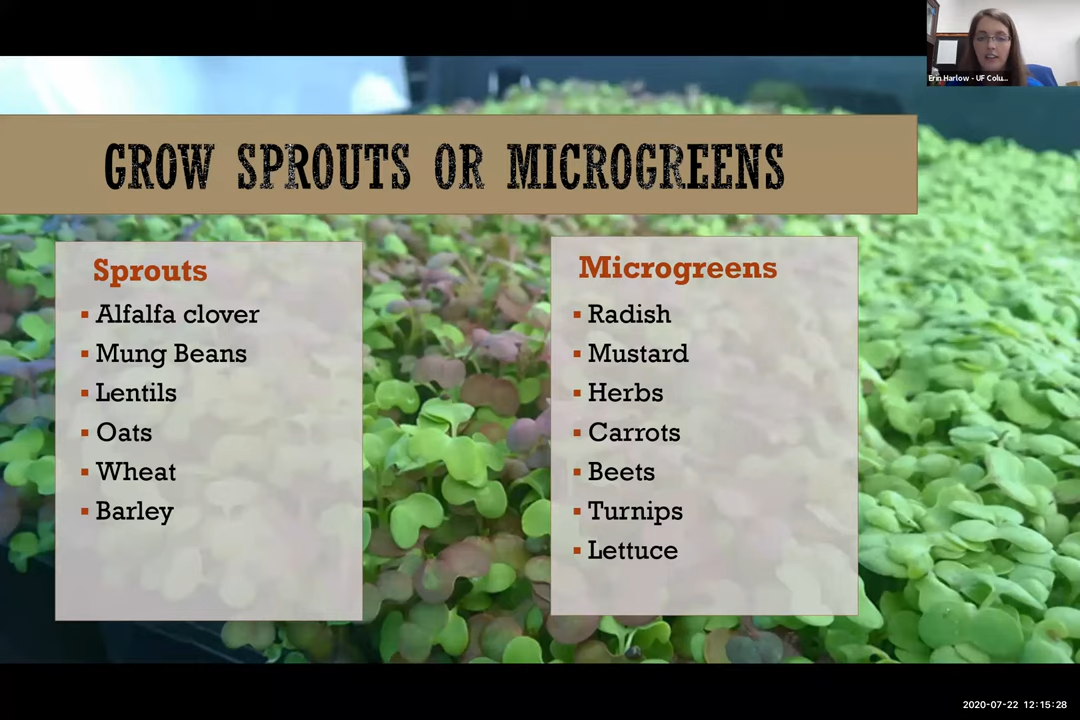 Erin Harlow - UF Colu...
GROW SPROUTS OR MICROGREENS
Sprouts
Alfalfa clover
Mung Beans
Lentils
Oats
Wheat
Barley
Microgreens
Radish
Mustard
Herbs
Carrots
Beets
Turnips
Lettuce
2020-07-22 12:15:28